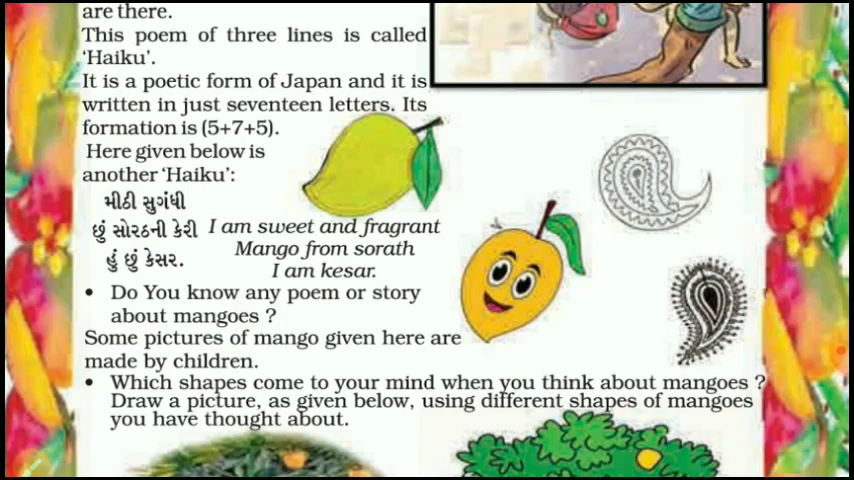 are there.
This poem of three lines is called
‘Haiku’.
It is a poetic form of Japan and it is
written in just seventeen letters. Its
formation is (5+7+5).
Here given below is
another ‘Haiku’:
મીઠી સુગંધી
છું સોરઠની કેરી
હું છું કેસર.
I am sweet and fragrant
Mango from sorath
I am kesar.
• Do You know any poem or story
about mangoes ?
Some pictures of mango given here are
made by children.
• Which shapes come to your mind when you think about mangoes ?
Draw a picture, as given below, using different shapes of mangoes
you have thought about.